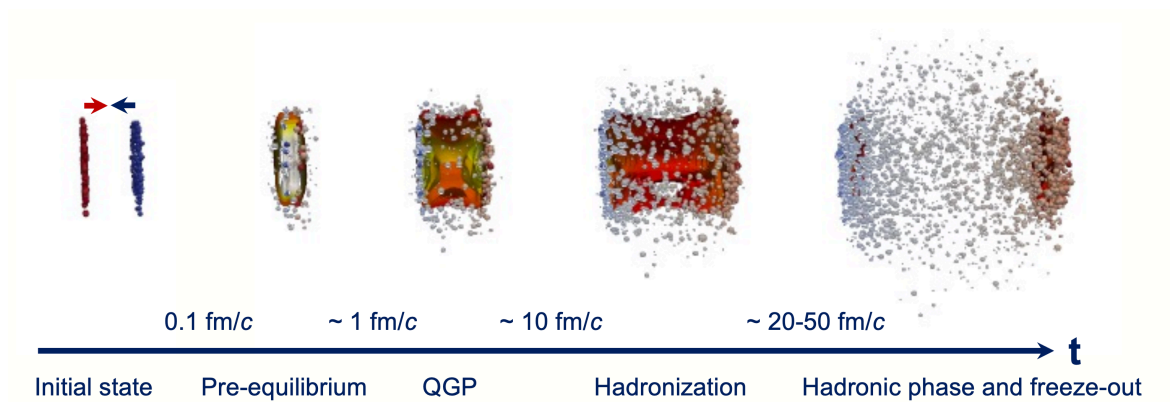 0.1 fm/c
~ 1 fm/c
~ 10 fm/c
~ 20-50 fm/c
t
Initial state
Pre-equilibrium
QGP
Hadronization
Hadronic phase and freeze-out